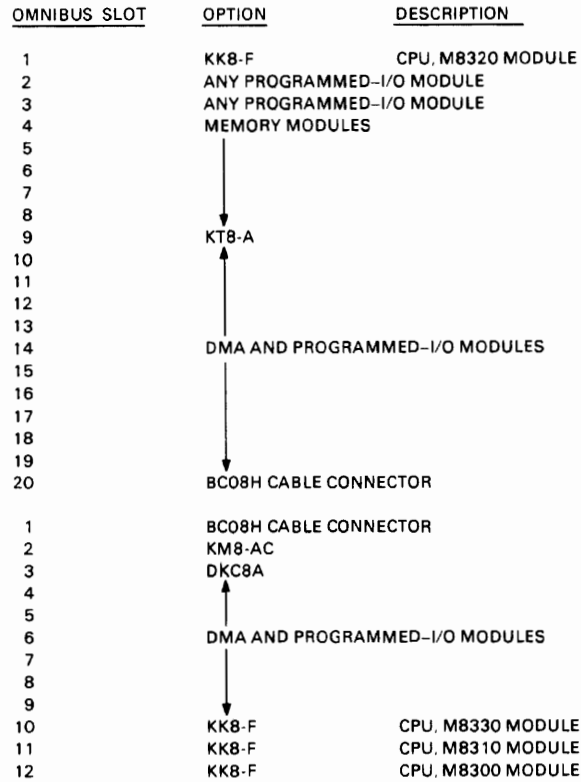 OMNIBUS SLOT OPTION DESCRIPTION
1 KK8-F CPU, M8320 MODULE
2 ANY PROGRAMMED-I/O MODULE
3 ANY PROGRAMMED-I/O MODULE
4 MEMORY MODULES
5
6
7
8
9 KT8-A
10
11
12
13
14 DMA AND PROGRAMMED-I/O MODULES
15
16
17
18
19
20 BC08H CABLE CONNECTOR
1 BC08H CABLE CONNECTOR
2 KM8-AC
3 DKC8A
4
5
6 DMA AND PROGRAMMED-I/O MODULES
7
8
9
10 KK8-F CPU, M8330 MODULE
11 KK8-F CPU, M8310 MODULE
12 KK8-F CPU, M8300 MODULE